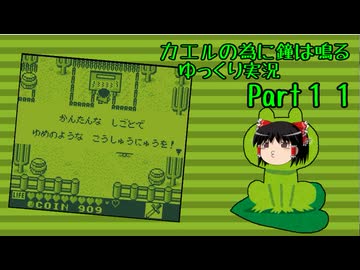 カエルの為に鐘は鳴る
ゆっくり実況
Part11
かんたんな しごとで
ゆめのような こうしゅうにゅうを!
LIFE
©COIN 909